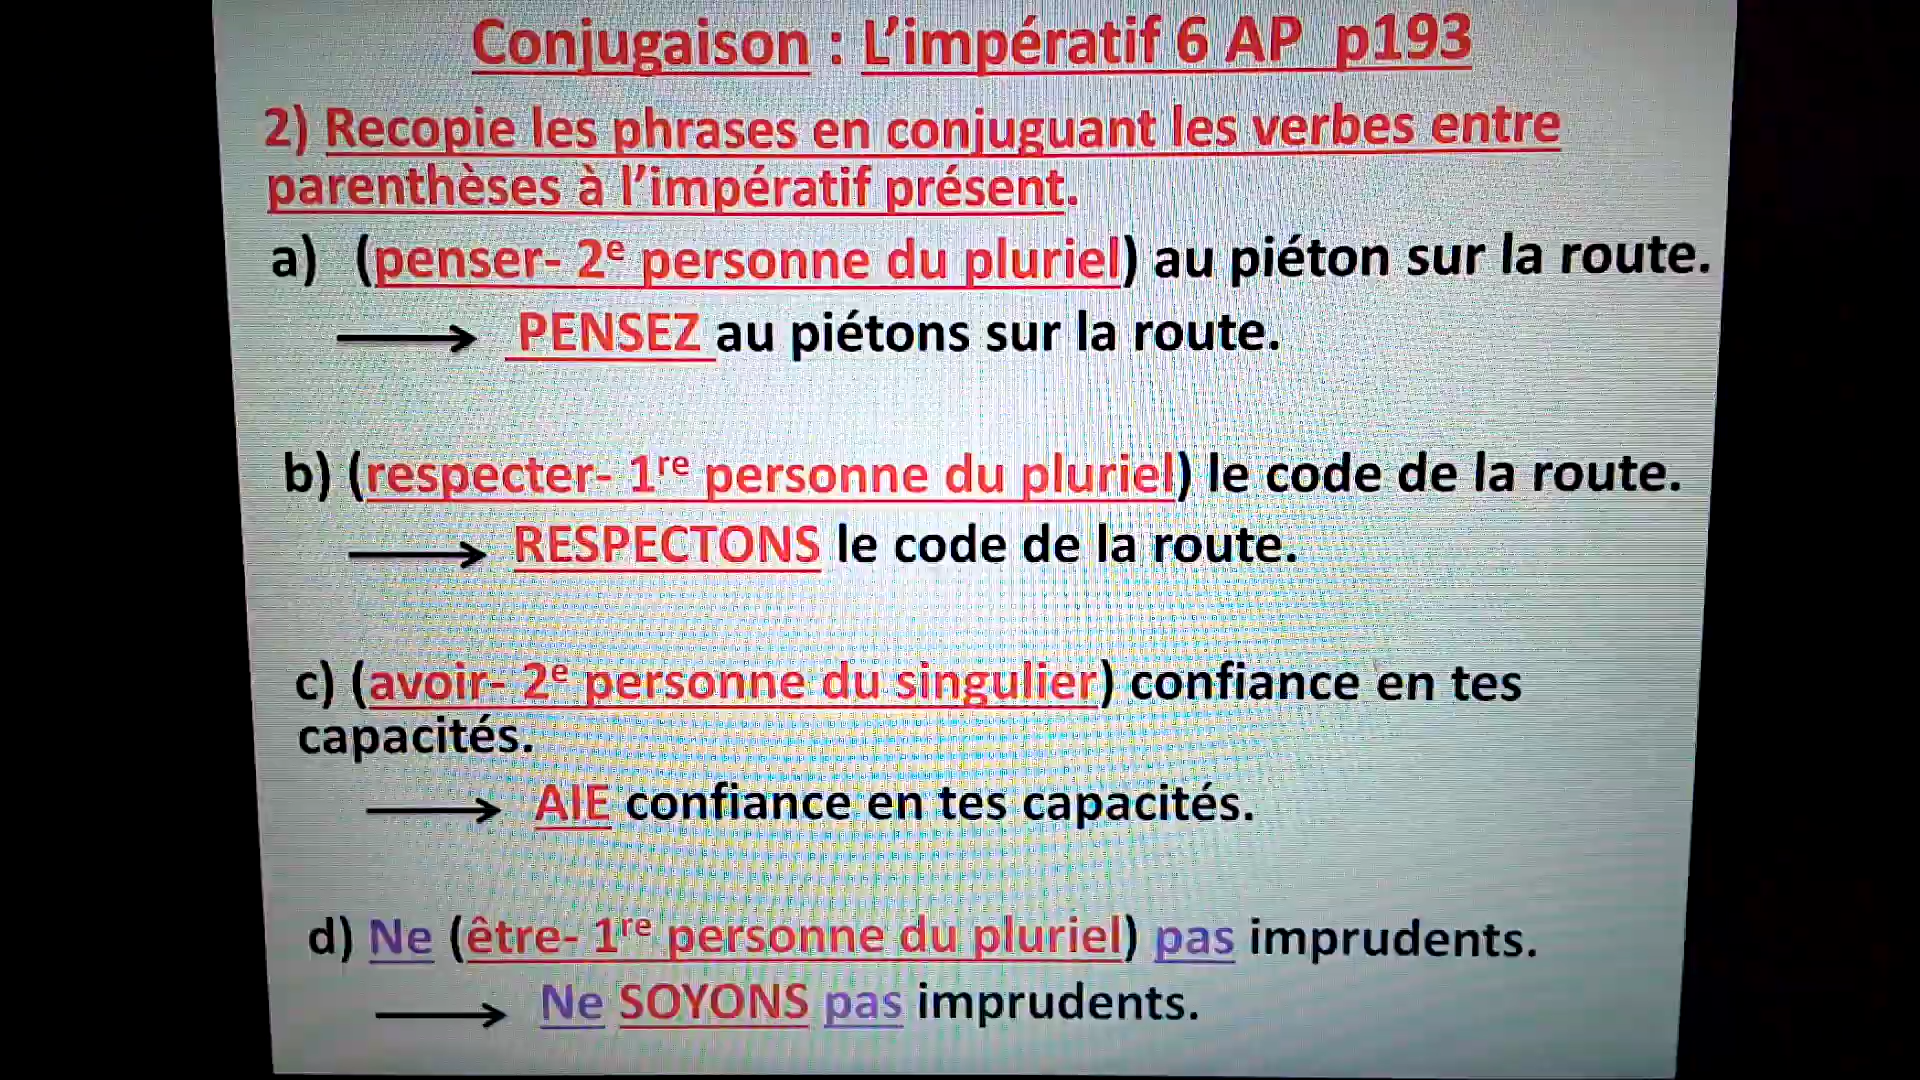 Conjugaison : L’impératif 6 AP p193
2) Recopie les phrases en conjuguant les verbes entre
parenthèses à l’impératif présent.
a) (penser- 2e personne du pluriel) au piéton sur la route.
PENSEZ au piétons sur la route.
b) (respecter- 1re personne du pluriel) le code de la route.
RESPECTONS le code de la route.
c) (avoir- 2e personne du singulier) confiance en tes
capacités.
AIE confiance en tes capacités.
d) Ne (être- 1re personne du pluriel) pas imprudents.
Ne SOYONS pas imprudents.